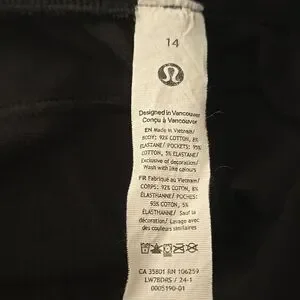 14
Designed in Vancouver
Conçu à Vancouver
EN Made in Vietnam/
BODY: 92% COTTON, 8%
ELASTANE/ POCKETS: 95%
COTTON, 5% ELASTANE/
Exclusive of decoration/
Wash with like colours
FR Fabriqué au Vietnam/
CORPS: 92% COTON, 8%
ÉLASTHANNE/ POCHES:
95% COTON, 5%
ÉLASTHANNE/ Sauf la
décoration/ Lavage avec
des couleurs similaires
CA 35801 RN 106259
LW7BDRS / 24-1
0005190-01